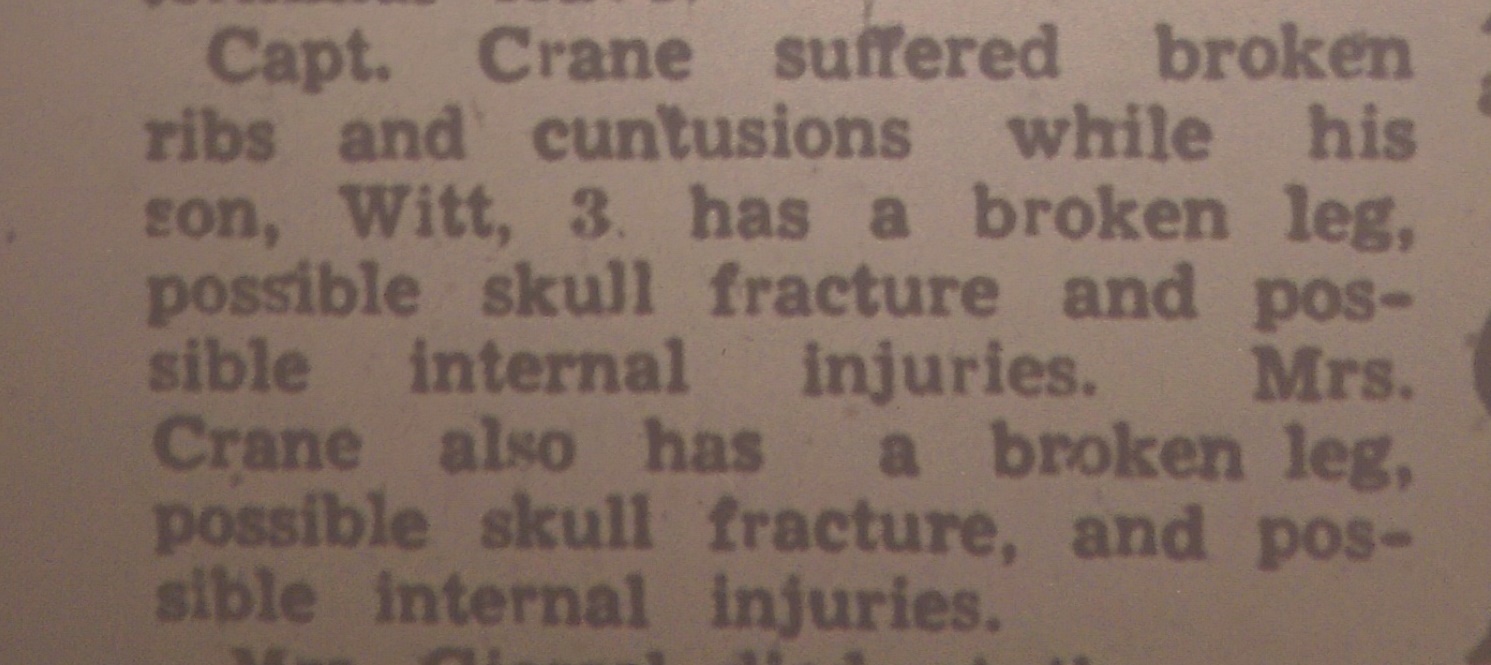 Capt. Crane suffered broken
ribs and cuntusions while his
son, Witt, 3. has a broken leg,
possible skull fracture and pos-
sible internal injuries. Mrs.
Crane also has a broken leg,
possible skull fracture, and pos-
sible internal injuries.